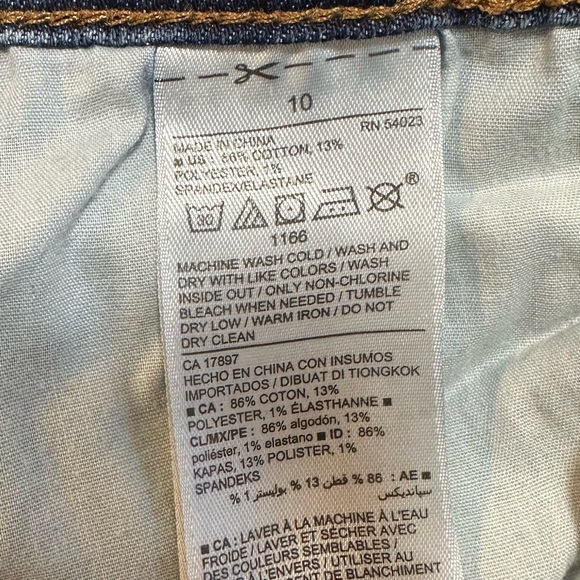 10
RN 54023
MADE IN CHINA
■ US : 86% COTTON, 13%
POLYESTER, 1%
SPANDEX/ELASTANE
30
®
1166
MACHINE WASH COLD / WASH AND
DRY WITH LIKE COLORS / WASH
INSIDE OUT / ONLY NON-CHLORINE
BLEACH WHEN NEEDED / TUMBLE
DRY LOW / WARM IRON / DO NOT
DRY CLEAN
CA 17897
HECHO EN CHINA CON INSUMOS
IMPORTADOS / DIBUAT DI TIONGKOK
■ CA : 86% COTON, 13%
POLYESTER, 1% ÉLASTHANNE ■
CL/MX/PE : 86% algodón, 13%
poliéster, 1% elastano ■ ID : 86%
KAPAS, 13% POLISTER, 1%
SPANDEKS
■ AE : 86 % قطن 13 % بوليستر 1 %
سباندیکس
■ CA : LAVER À LA MACHINE À L'EAU
FROIDE / LAVER ET SÉCHER AVEC
DES COULEURS SEMBLABLES /
À L'ENVERS / UTILISER AU
DE BLANCHIMENT